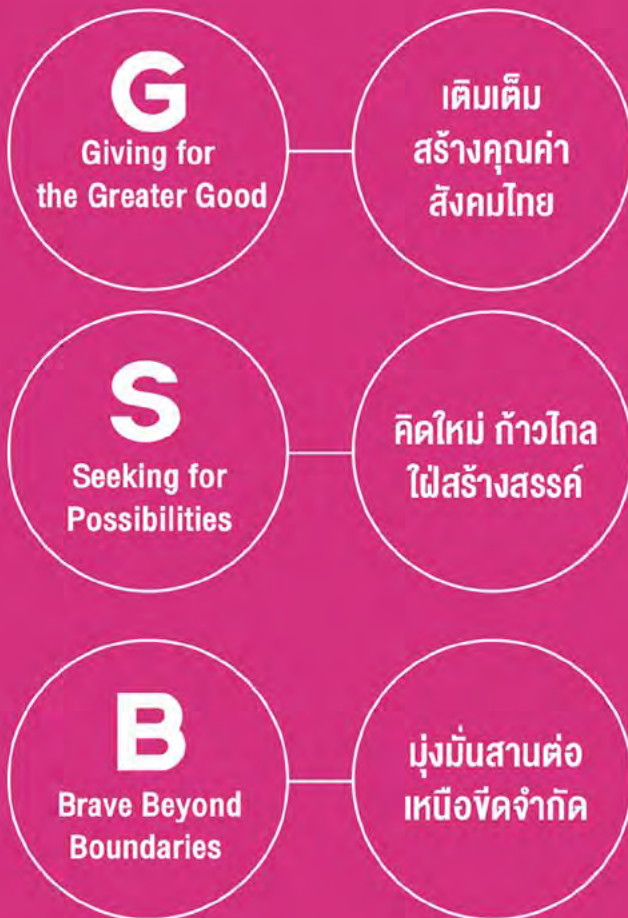 G
Giving for
the Greater Good
เติมเต็ม
สร้างคุณค่า
สังคมไทย
S
Seeking for
Possibilities
คิดใหม่ ก้าวไกล
ใฝ่สร้างสรรค์
B
Brave Beyond
Boundaries
มุ่งมั่นสานต่อ
เหนือขีดจำกัด